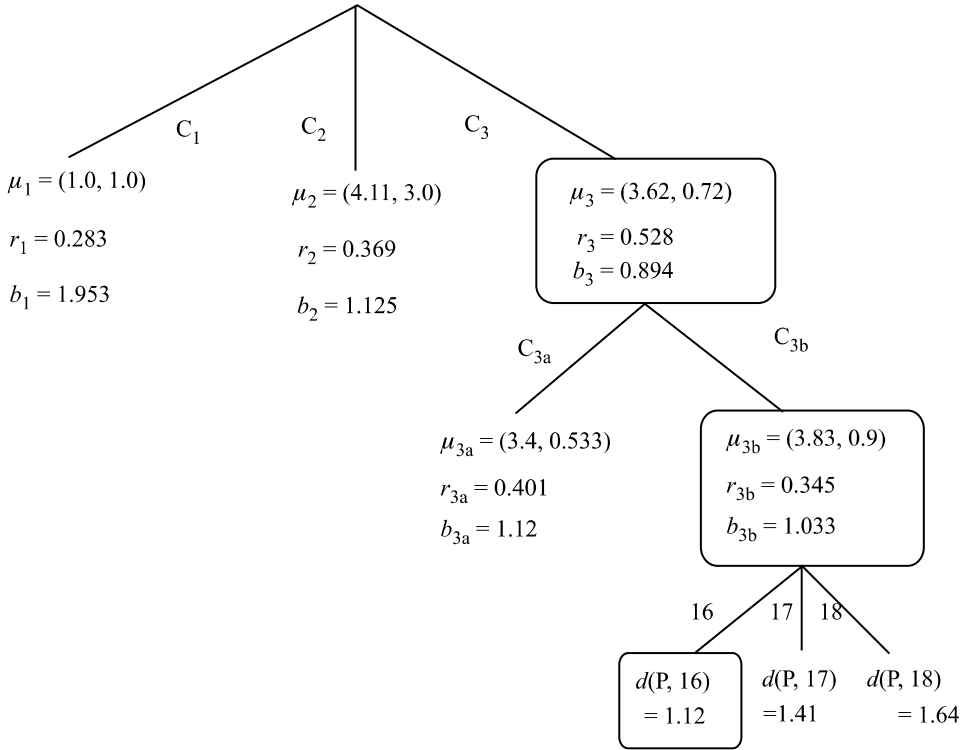 C1
C2
C3
μ1 = (1.0, 1.0)
r1 = 0.283
b1 = 1.953
μ2 = (4.11, 3.0)
r2 = 0.369
b2 = 1.125
μ3 = (3.62, 0.72)
r3 = 0.528
b3 = 0.894
C3a
C3b
μ3a = (3.4, 0.533)
r3a = 0.401
b3a = 1.12
μ3b = (3.83, 0.9)
r3b = 0.345
b3b = 1.033
16
17
18
d(P, 16)
= 1.12
d(P, 17)
=1.41
d(P, 18)
= 1.64